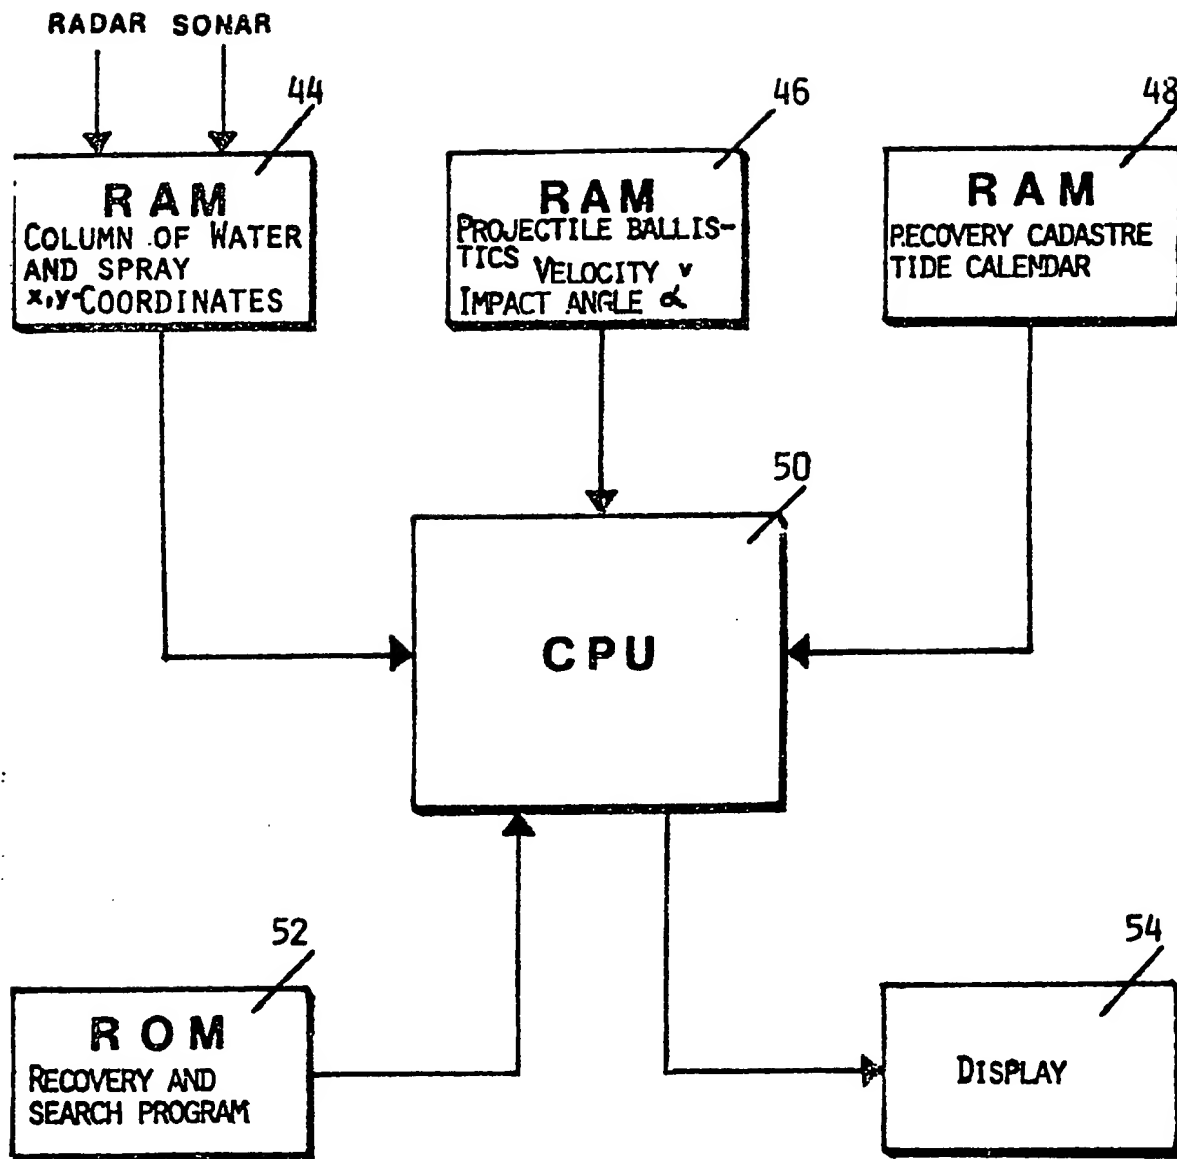 RADAR SONAR
44
RAM
COLUMN OF WATER
AND SPRAY
x,y-COORDINATES
46
RAM
PROJECTILE BALLIS-
TICS VELOCITY v
IMPACT ANGLE α
48
RAM
RECOVERY CADASTRE
TIDE CALENDAR
50
CPU
52
ROM
RECOVERY AND
SEARCH PROGRAM
54
DISPLAY